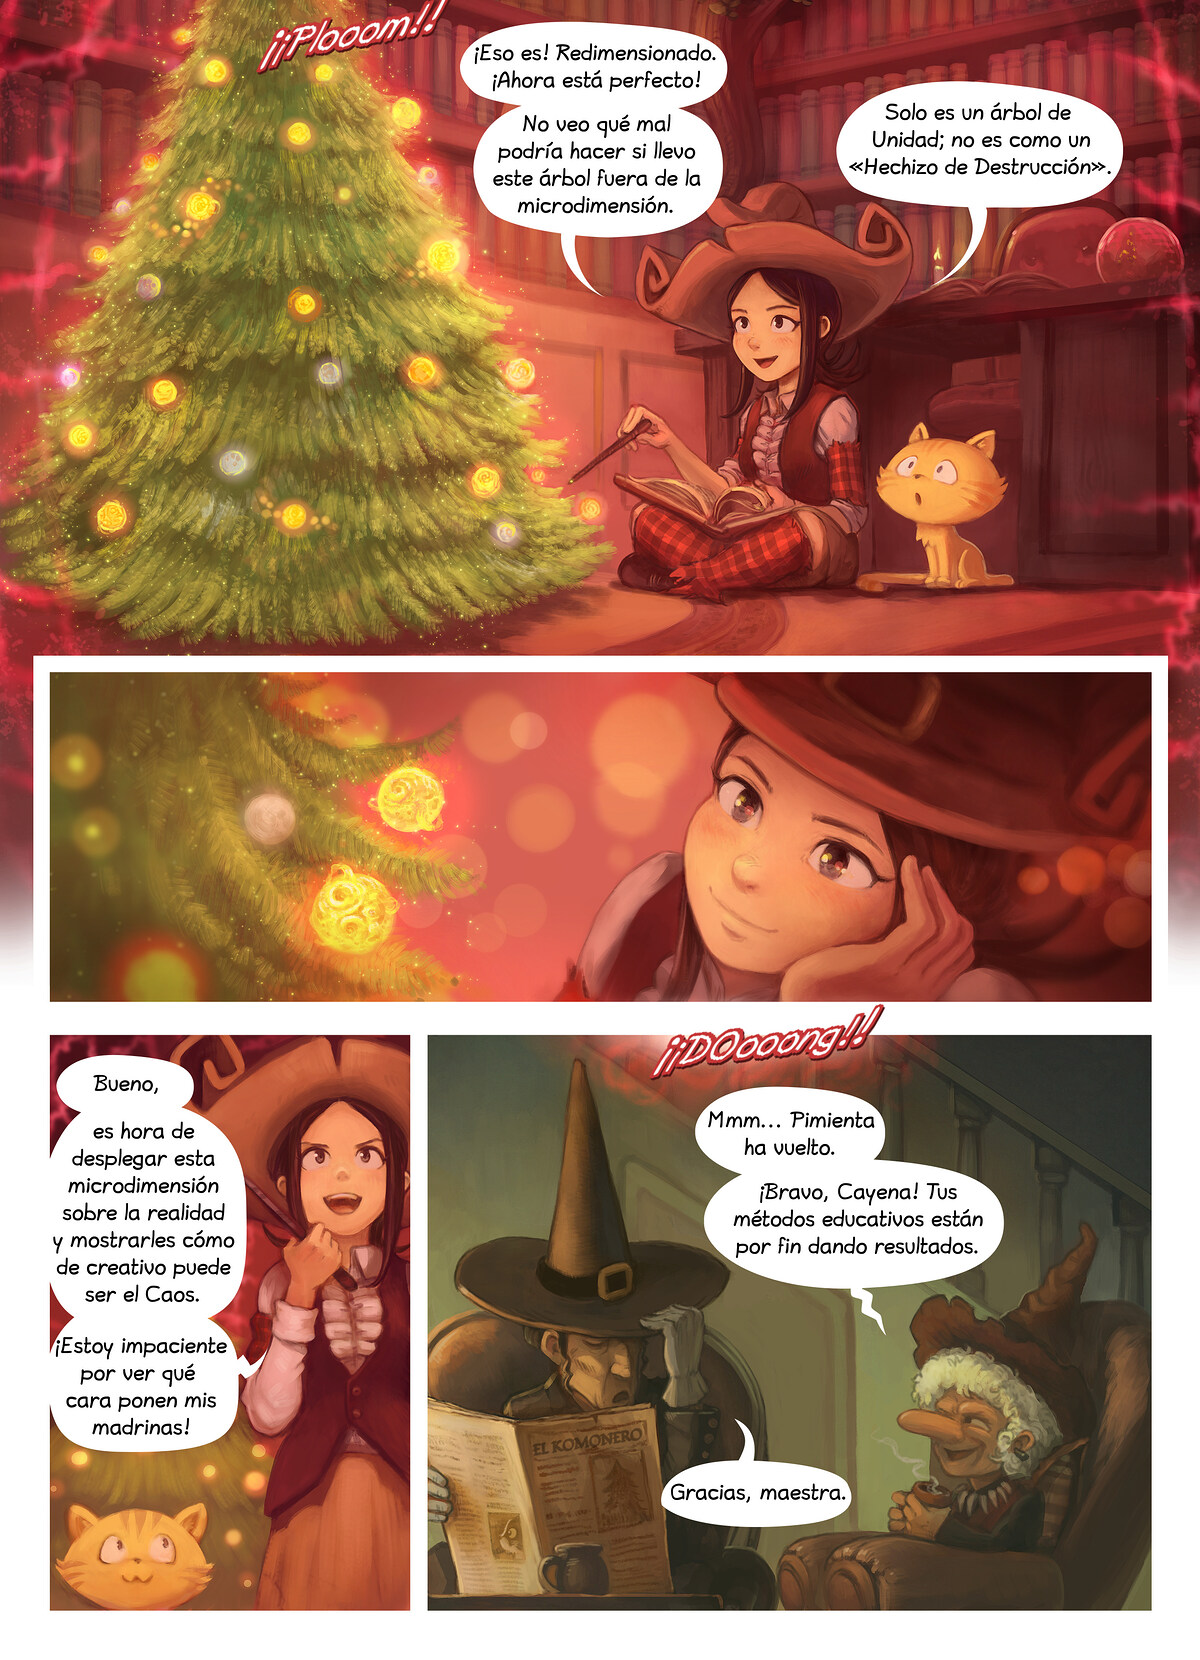 ¡¡Plooom!!
¡Eso es! Redimensionado.
¡Ahora está perfecto!
No veo qué mal
podría hacer si llevo
este árbol fuera de la
microdimensión.
Solo es un árbol de
Unidad; no es como un
«Hechizo de Destrucción».
Bueno,
es hora de
desplegar esta
microdimensión
sobre la realidad
y mostrarles cómo
de creativo puede
ser el Caos.
¡Estoy impaciente
por ver qué
cara ponen mis
madrinas!
¡¡DOoooong!!
Mmm... Pimienta
ha vuelto.
¡Bravo, Cayena! Tus
métodos educativos están
por fin dando resultados.
EL KOMONERO
Gracias, maestra.